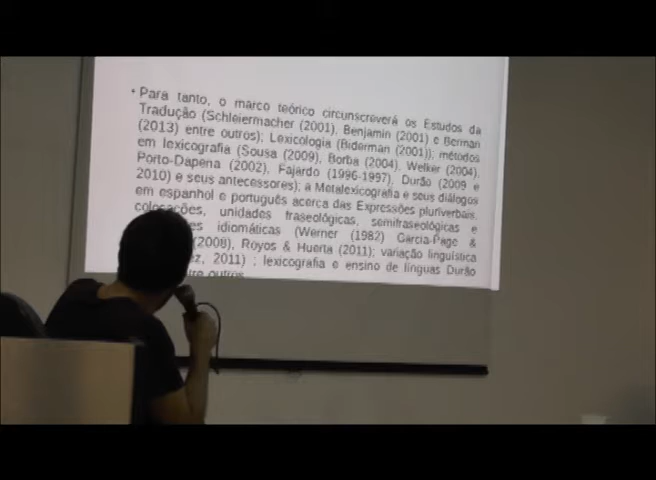 • Para tanto, o marco teórico circunscreverá os Estudos da
Tradução (Schleiermacher (2001), Benjamin (2001) e Berman
(2013) entre outros); Lexicologia (Biderman (2001)); métodos
em lexicografia (Sousa (2009), Borba (2004), Welker (2004),
Porto-Dapena (2002), Fajardo (1996-1997), Durão (2009 e
2010) e seus antecessores); a Metalexicografia e seus diálogos
em espanhol e português acerca das Expressões pluriverbais,
colocações, unidades fraseológicas, semifraseológicas e
idiomáticas (Werner (1982) García-Page &
(2008), Royos & Huerta (2011); variação linguística
2011) ; lexicografia e ensino de línguas Durão
outros